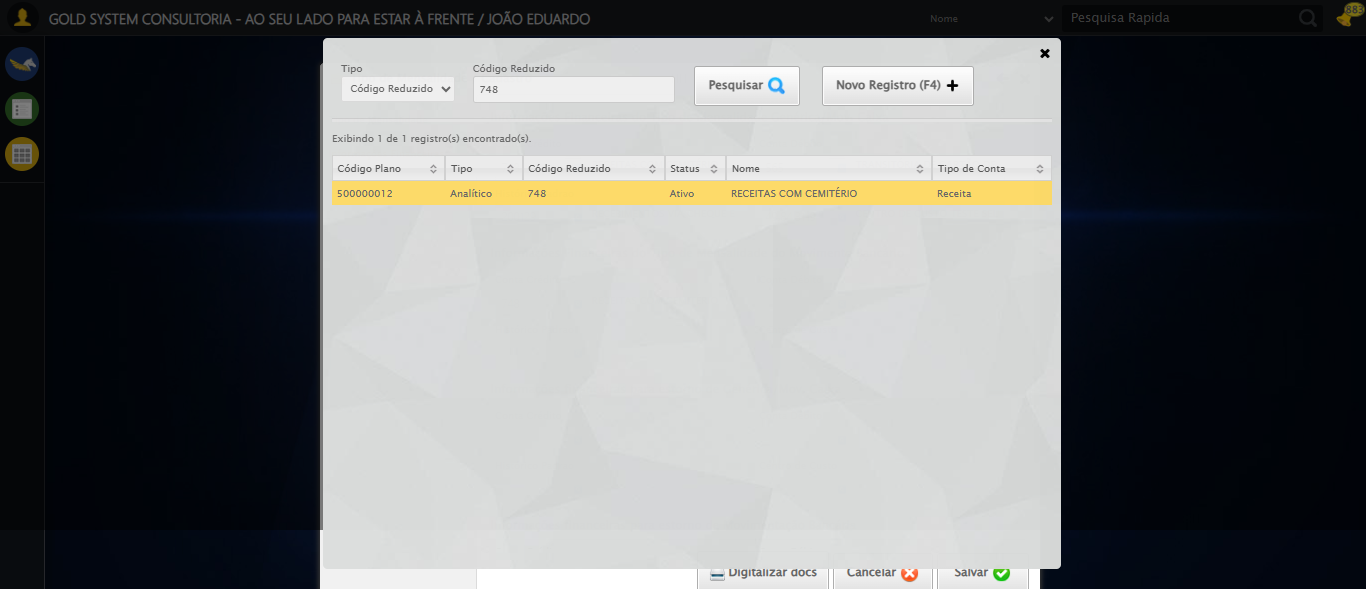 GOLD SYSTEM CONSULTORIA - AO SEU LADO PARA ESTAR À FRENTE / JOÃO EDUARDO
Nome
Pesquisa Rapida
883
Tipo
Código Reduzido
Código Reduzido
748
Pesquisar
Novo Registro (F4)
Exibindo 1 de 1 registro(s) encontrado(s).
Código Plano Tipo Código Reduzido Status Nome Tipo de Conta
500000012 Analítico 748 Ativo RECEITAS COM CEMITÉRIO Receita
Digitalizar docs Cancelar Salvar